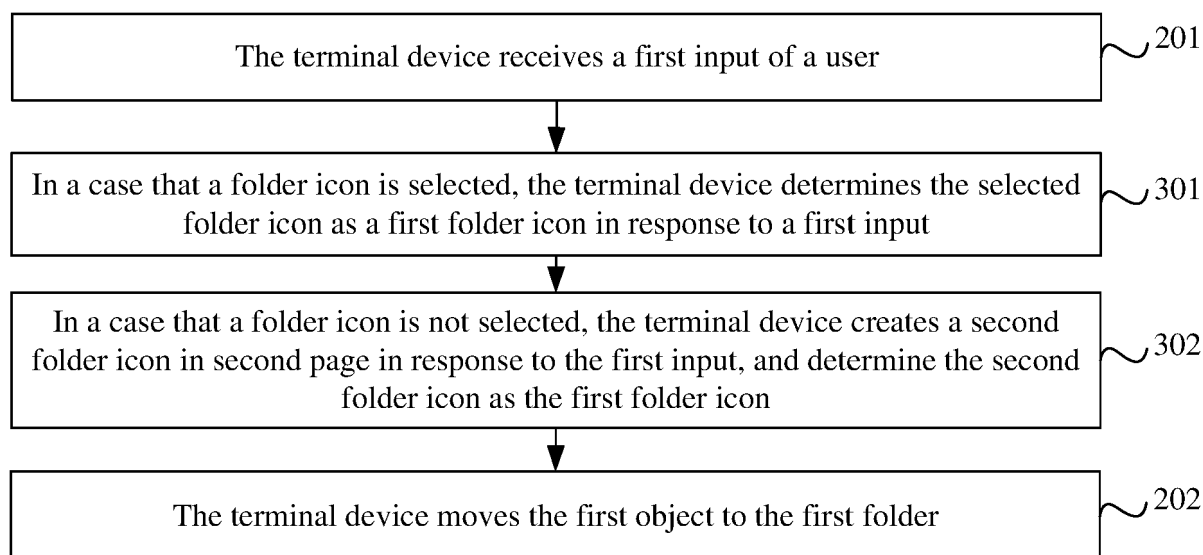 The terminal device receives a first input of a user
201
In a case that a folder icon is selected, the terminal device determines the selected
folder icon as a first folder icon in response to a first input
301
In a case that a folder icon is not selected, the terminal device creates a second
folder icon in second page in response to the first input, and determine the second
folder icon as the first folder icon
302
The terminal device moves the first object to the first folder
202